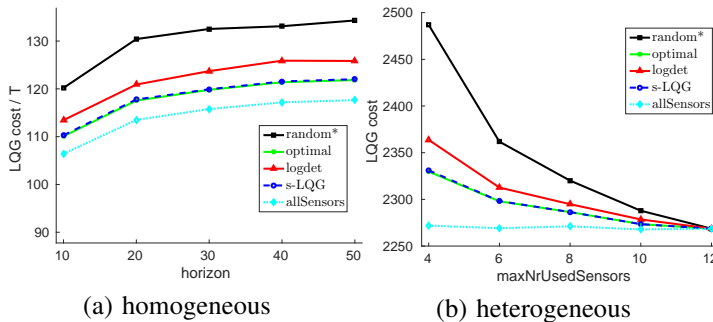 LQG cost / T
130
120
110
100
90
10
20
30
40
50
horizon
random*
optimal
logdet
s-LQG
allSensors
(a) homogeneous
LQG cost
2500
2450
2400
2350
2300
2250
4
6
8
10
12
maxNrUsedSensors
random*
optimal
logdet
s-LQG
allSensors
(b) heterogeneous